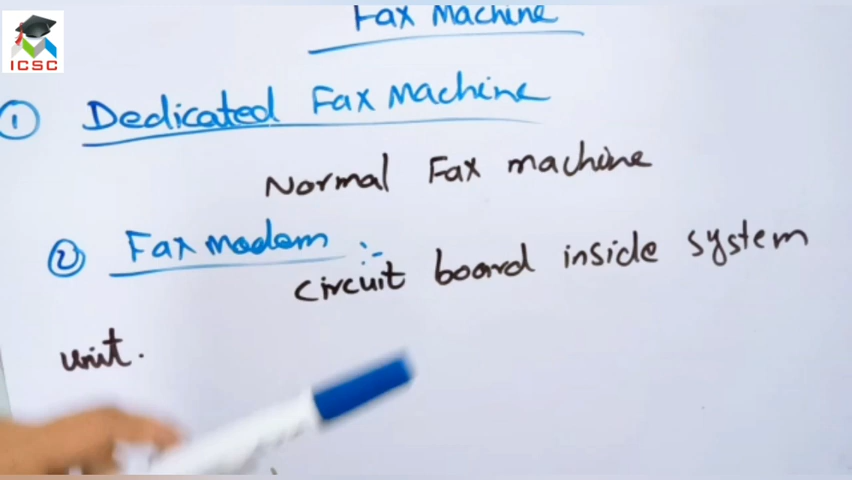 ICSC
Fax Machine
1 Dedicated Fax Machine
Normal Fax machine
2 Fax modem :-
circuit board inside system
unit.